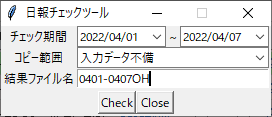 日報チェックツール
チェック期間 2022/04/01 ~ 2022/04/07
コピー範囲 入力データ不備
結果ファイル名 0401-0407OH
Check Close